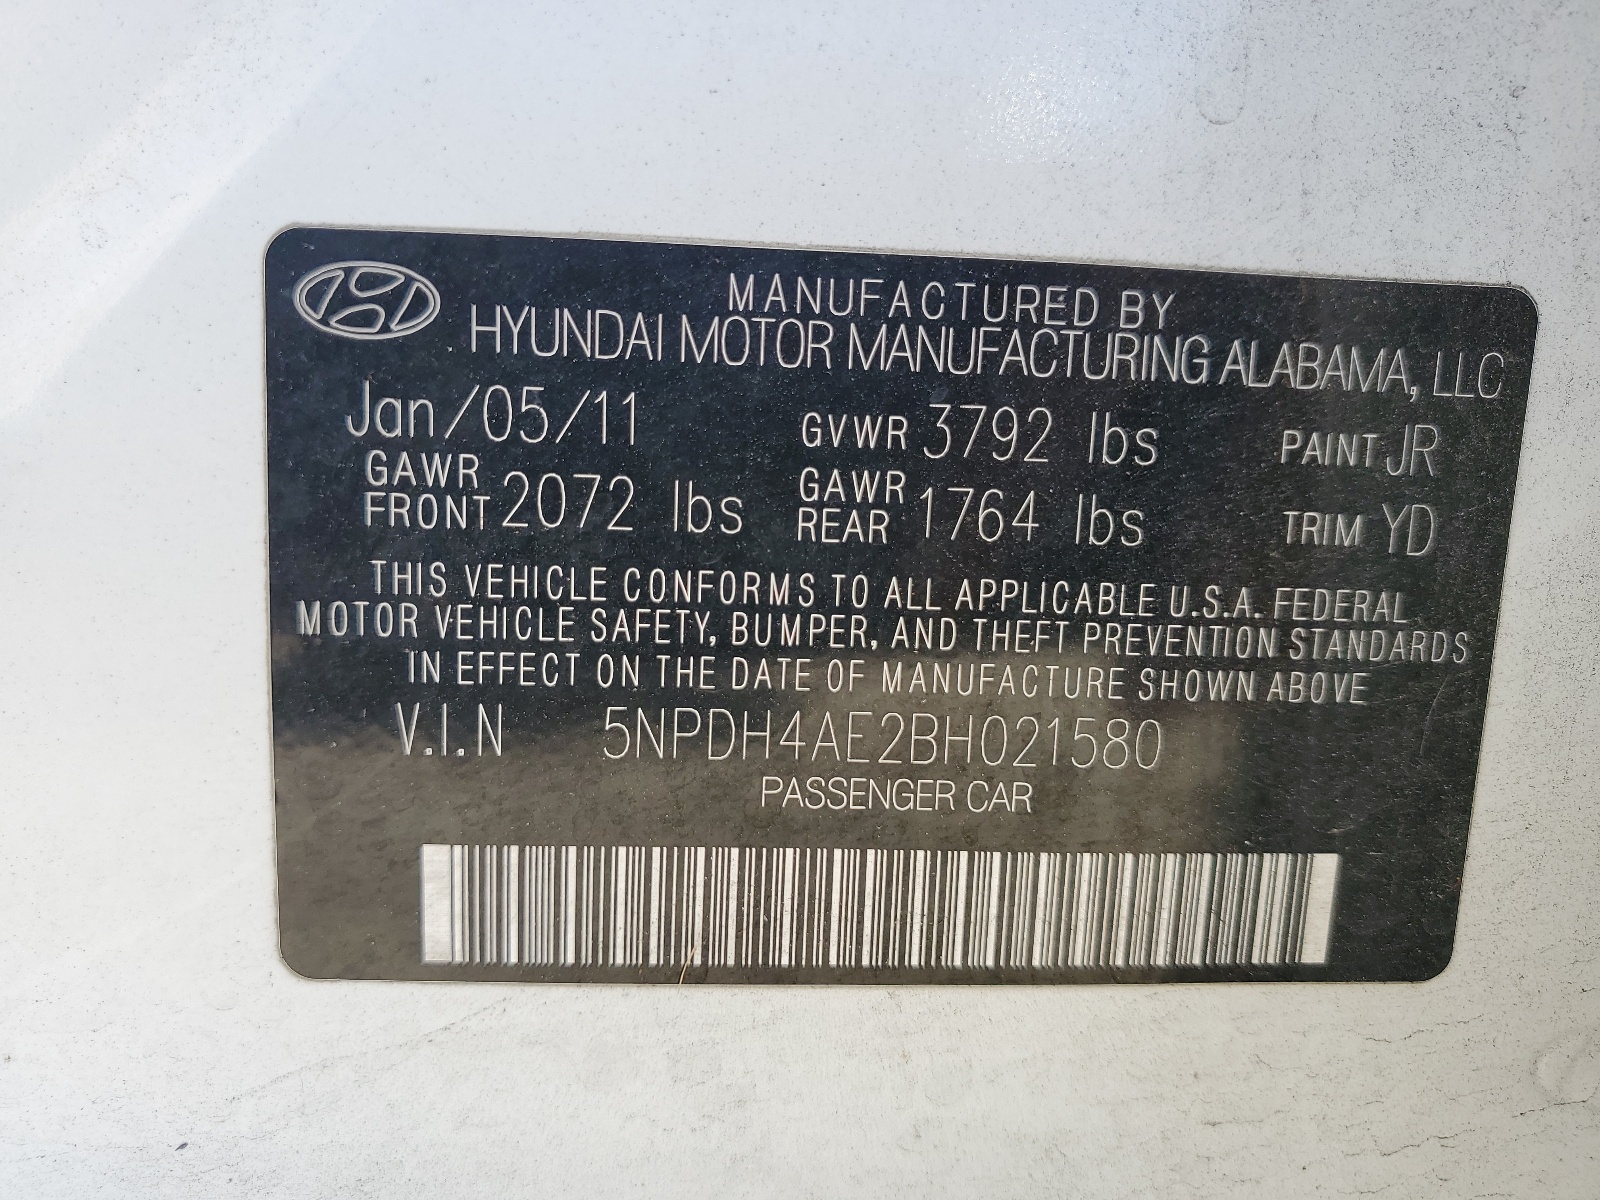 MANUFACTURED BY
HYUNDAI MOTOR MANUFACTURING ALABAMA, LLC
Jan/05/11 GVWR 3792 lbs PAINT JR
GAWR FRONT 2072 lbs GAWR REAR 1764 lbs TRIM YD
THIS VEHICLE CONFORMS TO ALL APPLICABLE U.S.A. FEDERAL
MOTOR VEHICLE SAFETY, BUMPER, AND THEFT PREVENTION STANDARDS
IN EFFECT ON THE DATE OF MANUFACTURE SHOWN ABOVE
V.I.N 5NPDH4AE2BH021580
PASSENGER CAR